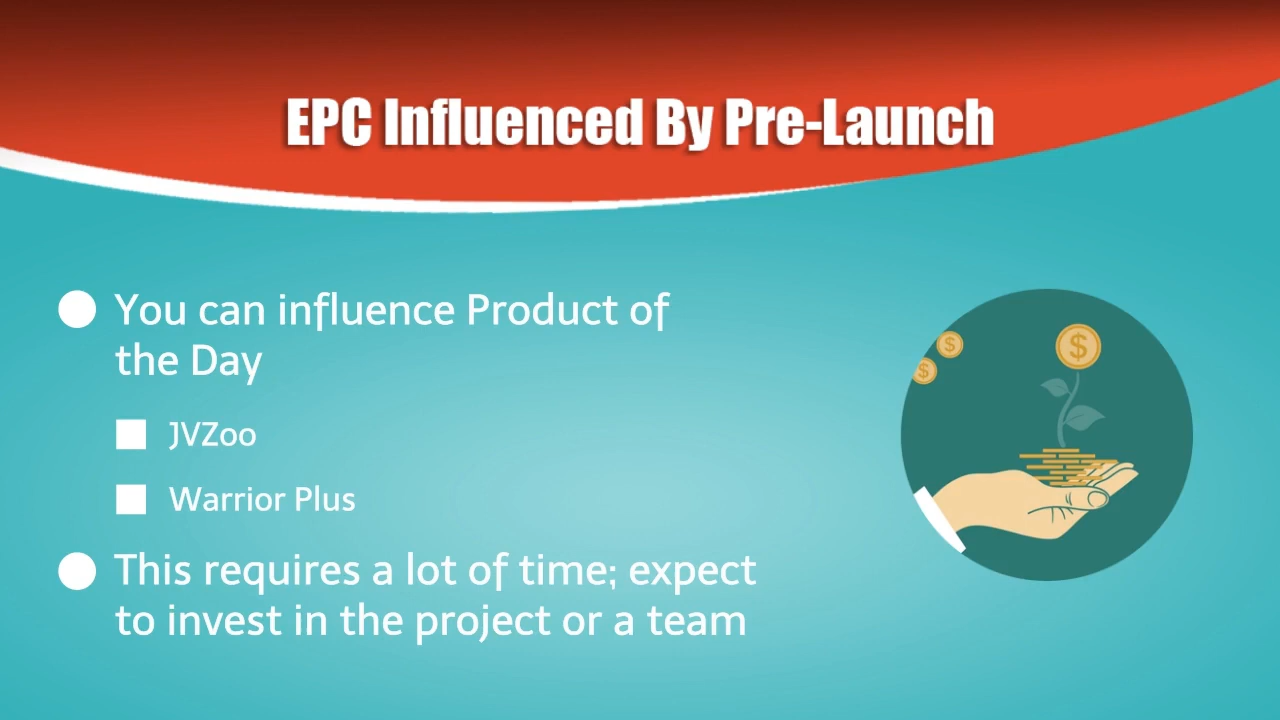 EPC Influenced By Pre-Launch
You can influence Product of
the Day
JVZoo
Warrior Plus
This requires a lot of time; expect
to invest in the project or a team
$
$
$